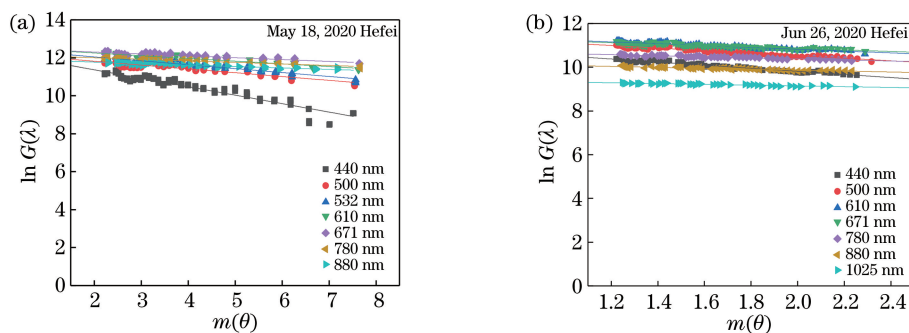 (a)
May 18, 2020 Hefei
ln G(λ)
14
12
10
8
6
4
2
0
440 nm
500 nm
532 nm
610 nm
671 nm
780 nm
880 nm
2 3 4 5 6 7 8
m(θ)
(b)
Jun 26, 2020 Hefei
ln G(λ)
12
10
8
6
4
2
0
440 nm
500 nm
610 nm
671 nm
780 nm
880 nm
1025 nm
1.2 1.4 1.6 1.8 2.0 2.2 2.4
m(θ)